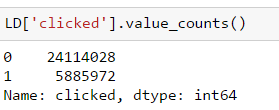 LD['clicked'].value_counts()
0    24114028
1     5885972
Name: clicked, dtype: int64